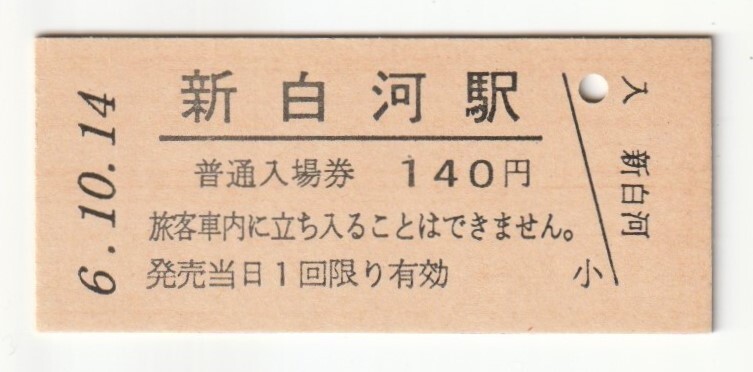 6.10.14
新白河駅
普通入場券 140円
旅客車内に立ち入ることはできません。
発売当日1回限り有効
入 新白河
小